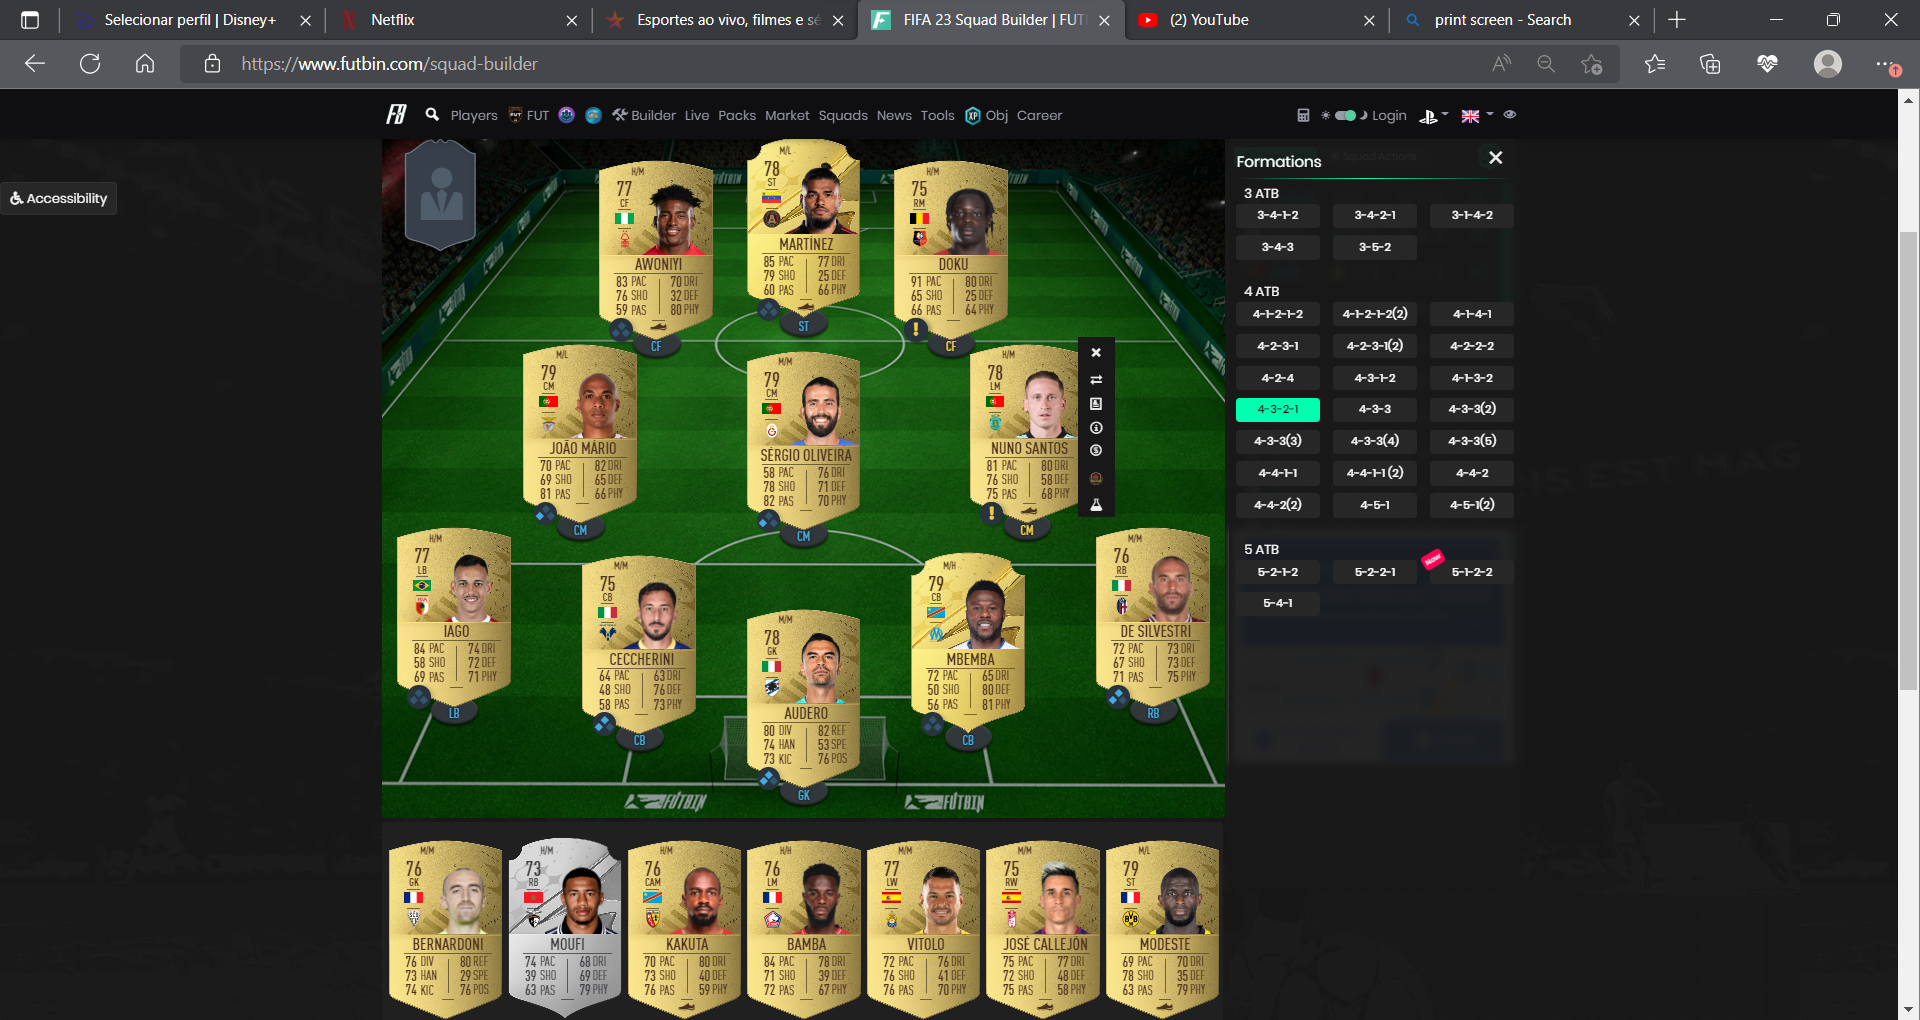 Selecionar perfil | Disney+
Netflix
Esportes ao vivo, filmes e sé
FIFA 23 Squad Builder | FUT
(2) YouTube
print screen - Search
https://www.futbin.com/squad-builder
Players
FUT
Builder
Live
Packs
Market
Squads
News
Tools
XP
Obj
Career
Login
Accessibility
H/M
77
CF
AWONIYI
83 PAC 70 DRI
76 SHO 32 DEF
59 PAS 80 PHY
CF
M/L
78
ST
MARTÍNEZ
85 PAC 77 DRI
79 SHO 25 DEF
60 PAS 66 PHY
ST
H/M
75
RM
DOKU
91 PAC 80 DRI
65 SHO 25 DEF
66 PAS 64 PHY
CF
M/L
79
CM
JOÃO MÁRIO
70 PAC 82 DRI
69 SHO 65 DEF
81 PAS 66 PHY
CM
M/M
79
CM
SÉRGIO OLIVEIRA
58 PAC 76 DRI
78 SHO 71 DEF
82 PAS 70 PHY
CM
H/M
78
LM
NUNO SANTOS
81 PAC 80 DRI
76 SHO 58 DEF
75 PAS 68 PHY
CM
H/M
77
LB
IAGO
84 PAC 74 DRI
58 SHO 72 DEF
69 PAS 71 PHY
LB
M/M
75
CB
CECCHERINI
64 PAC 63 DRI
48 SHO 76 DEF
58 PAS 73 PHY
CB
M/M
78
GK
AUDERO
80 DIV 82 REF
74 HAN 53 SPE
73 KIC 76 POS
GK
M/H
79
CB
MBEMBA
72 PAC 65 DRI
50 SHO 80 DEF
56 PAS 81 PHY
CB
M/M
76
RB
DE SILVESTRI
72 PAC 73 DRI
67 SHO 73 DEF
71 PAS 75 PHY
RB
FUTBIN
FUTBIN
M/M
76
GK
BERNARDONI
76 DIV 80 REF
73 HAN 29 SPE
74 KIC 76 POS
H/M
73
RB
MOUFI
74 PAC 68 DRI
39 SHO 69 DEF
63 PAS 79 PHY
H/M
76
CAM
KAKUTA
70 PAC 80 DRI
73 SHO 40 DEF
76 PAS 59 PHY
H/H
76
LM
BAMBA
84 PAC 78 DRI
71 SHO 39 DEF
72 PAS 67 PHY
M/M
77
LW
VITOLO
72 PAC 76 DRI
76 SHO 41 DEF
76 PAS 70 PHY
H/M
75
RW
JOSÉ CALLEJÓN
75 PAC 77 DRI
72 SHO 48 DEF
75 PAS 58 PHY
M/L
79
ST
MODESTE
69 PAC 70 DRI
78 SHO 35 DEF
63 PAS 79 PHY
Formations
3 ATB
3-4-1-2 3-4-2-1 3-1-4-2
3-4-3 3-5-2
4 ATB
4-1-2-1-2 4-1-2-1-2(2) 4-1-4-1
4-2-3-1 4-2-3-1(2) 4-2-2-2
4-2-4 4-3-1-2 4-1-3-2
4-3-2-1 4-3-3 4-3-3(2)
4-3-3(3) 4-3-3(4) 4-3-3(5)
4-4-1-1 4-4-1-1 (2) 4-4-2
4-4-2(2) 4-5-1 4-5-1(2)
5 ATB
New
5-2-1-2 5-2-2-1 5-1-2-2
5-4-1